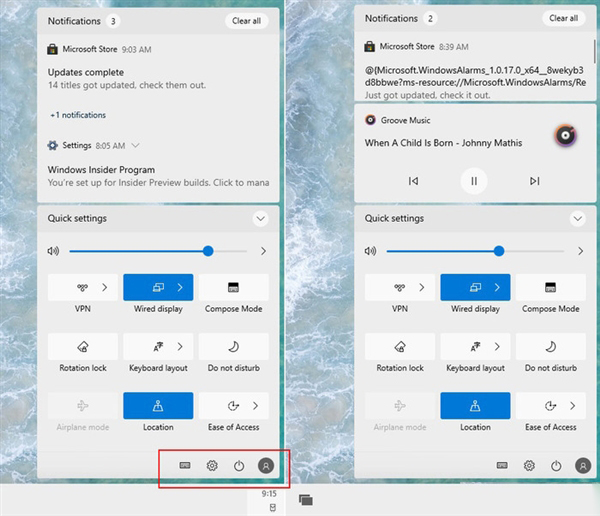 Notifications 3 Clear all
Microsoft Store 9:03 AM
Updates complete
14 titles got updated, check them out.
+1 notifications
Settings 8:05 AM
Windows Insider Program
You're set for Insider Preview builds. Click to mana
Quick settings
VPN Wired display Compose Mode
Rotation lock Keyboard layout Do not disturb
Airplane mode Location Ease of Access
9:15
Notifications 2 Clear all
Microsoft Store 8:39 AM
@{Microsoft.WindowsAlarms_1.0.17.0_x64__8wekyb3
d8bbwe?ms-resource://Microsoft.WindowsAlarms/Re
Just got updated, check it out.
Groove Music
When A Child Is Born - Johnny Mathis
Quick settings
VPN Wired display Compose Mode
Rotation lock Keyboard layout Do not disturb
Airplane mode Location Ease of Access